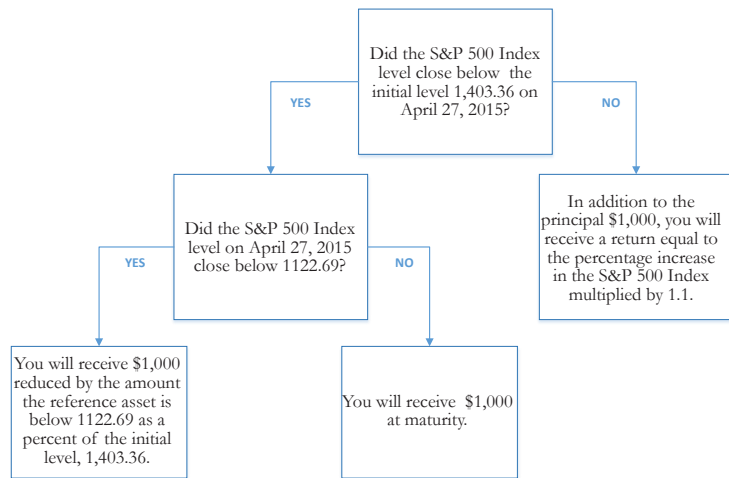 Did the S&P 500 Index
level close below the
initial level 1,403.36 on
April 27, 2015?
YES
NO
Did the S&P 500 Index
level on April 27, 2015
close below 1122.69?
In addition to the
principal $1,000, you will
receive a return equal to
the percentage increase
in the S&P 500 Index
multiplied by 1.1.
YES
NO
You will receive $1,000
reduced by the amount
the reference asset is
below 1122.69 as a
percent of the initial
level, 1,403.36.
You will receive $1,000
at maturity.